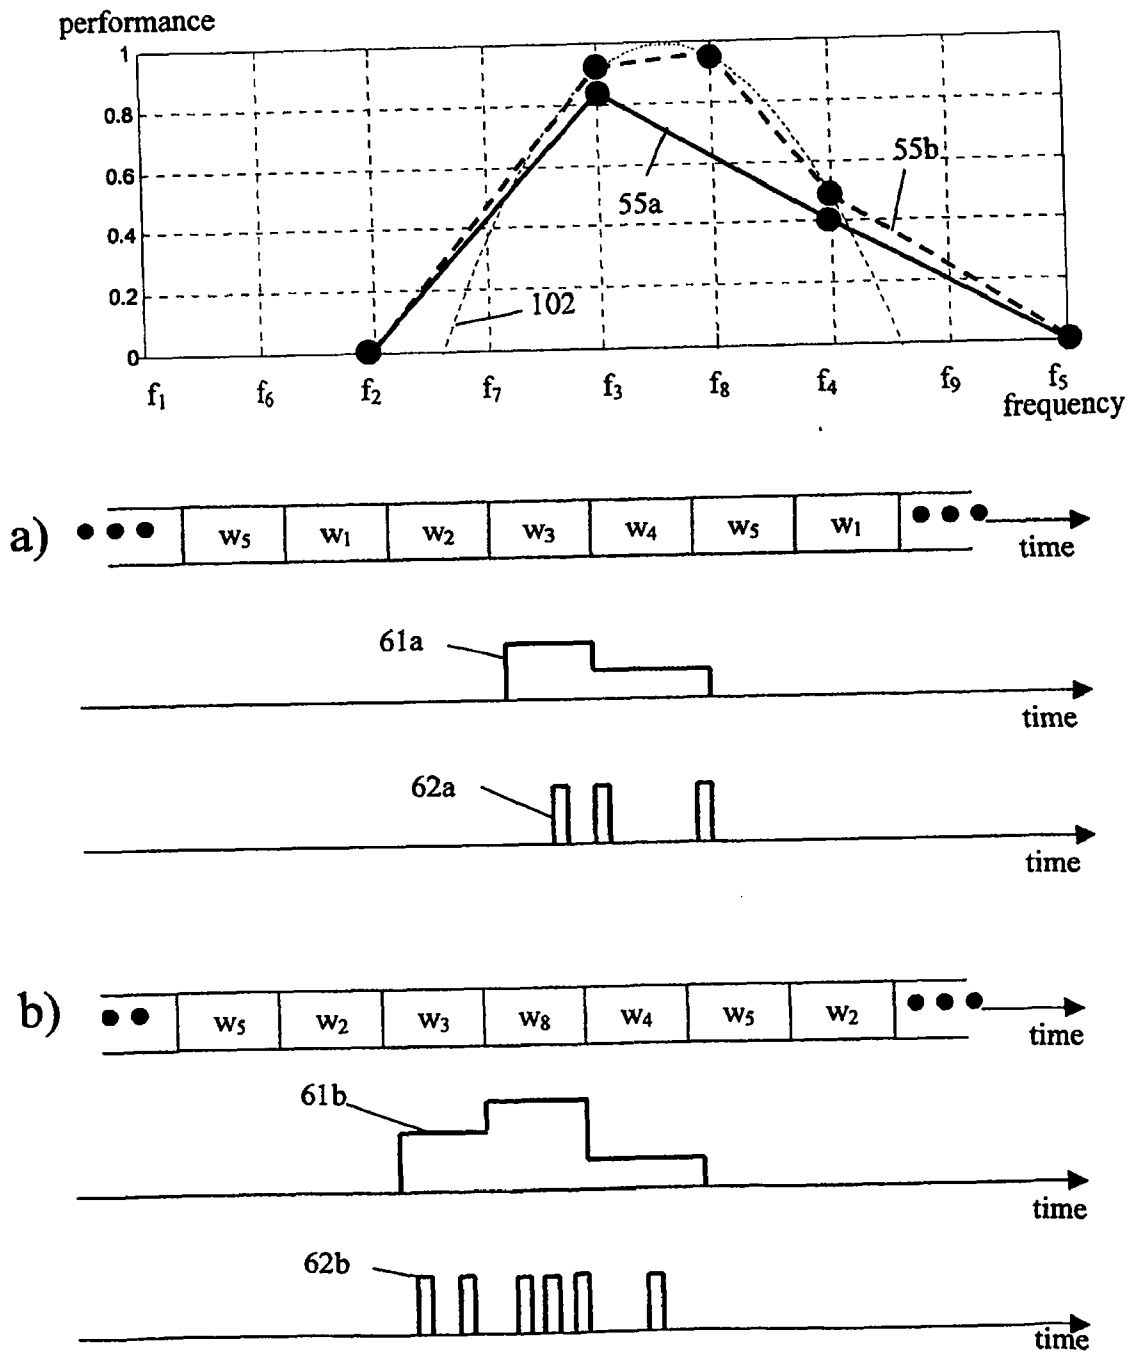 performance
1
0.8
0.6
0.4
0.2
0
55a
55b
102
f1 f6 f2 f7 f3 f8 f4 f9 f5
frequency
a)
w5 w1 w2 w3 w4 w5 w1
time
61a
time
62a
time
b)
w5 w2 w3 w8 w4 w5 w2
time
61b
time
62b
time